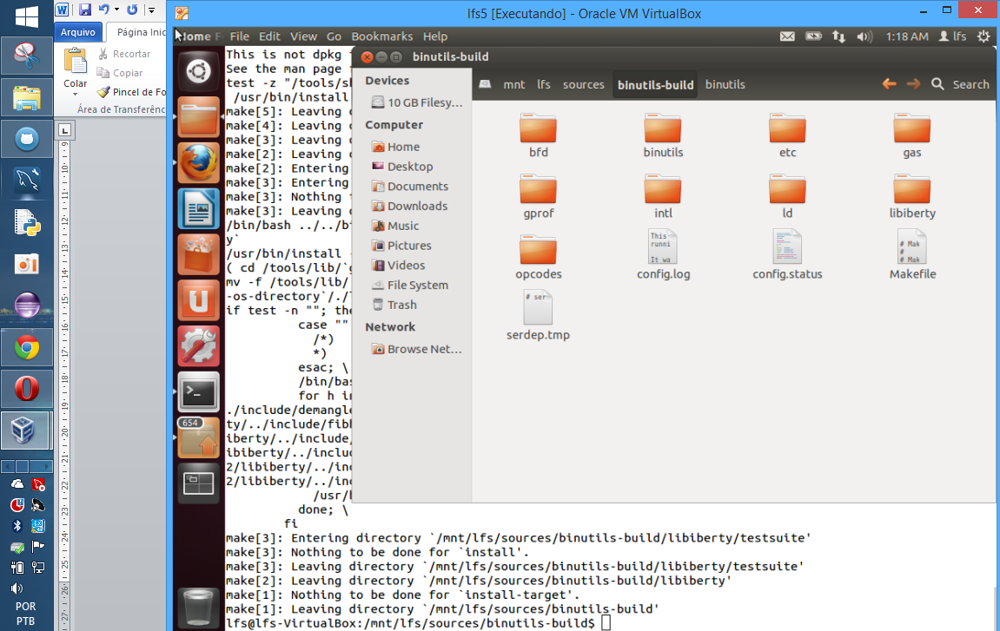 lfs5 [Executando] - Oracle VM VirtualBox
Arquivo
Página Inic
Colar
Recortar
Copiar
Pincel de Fo
Área de Transferênc
L
Home F File Edit View Go Bookmarks Help
1:18 AM lfs
binutils-build
Devices
10 GB Filesy...
Computer
Home
Desktop
Documents
Downloads
Music
Pictures
Videos
File System
Trash
Network
Browse Net...
mnt lfs sources binutils-build binutils Search
bfd binutils etc gas
gprof intl ld libiberty
This
runni
It wa
# Mak
#
# Mak
opcodes config.log config.status Makefile
# ser
serdep.tmp
654
This is not dpkg
See the man page
test -z "/tools/s
/usr/bin/install
make[5]: Leaving
make[4]: Leaving
make[3]: Leaving
make[2]: Leaving
make[2]: Entering
make[3]: Entering
make[3]: Nothing
make[3]: Leaving
/bin/bash ../../b
y`
/usr/bin/install
( cd /tools/lib/`
mv -f /tools/lib/
-os-directory`/./
if test -n ""; the
case ""
/*)
*)
esac; \
/bin/bas
for h i
./include/demangle
ty/../include/fib
iberty/../include/
ibiberty/../inclu
2/libiberty/../in
2/libiberty/../in
/usr/
done; \
fi
make[3]: Entering directory `/mnt/lfs/sources/binutils-build/libiberty/testsuite'
make[3]: Nothing to be done for `install'.
make[3]: Leaving directory `/mnt/lfs/sources/binutils-build/libiberty/testsuite'
make[2]: Leaving directory `/mnt/lfs/sources/binutils-build/libiberty'
make[1]: Nothing to be done for `install-target'.
make[1]: Leaving directory `/mnt/lfs/sources/binutils-build'
lfs@lfs-VirtualBox:/mnt/lfs/sources/binutils-build$
POR
PTB